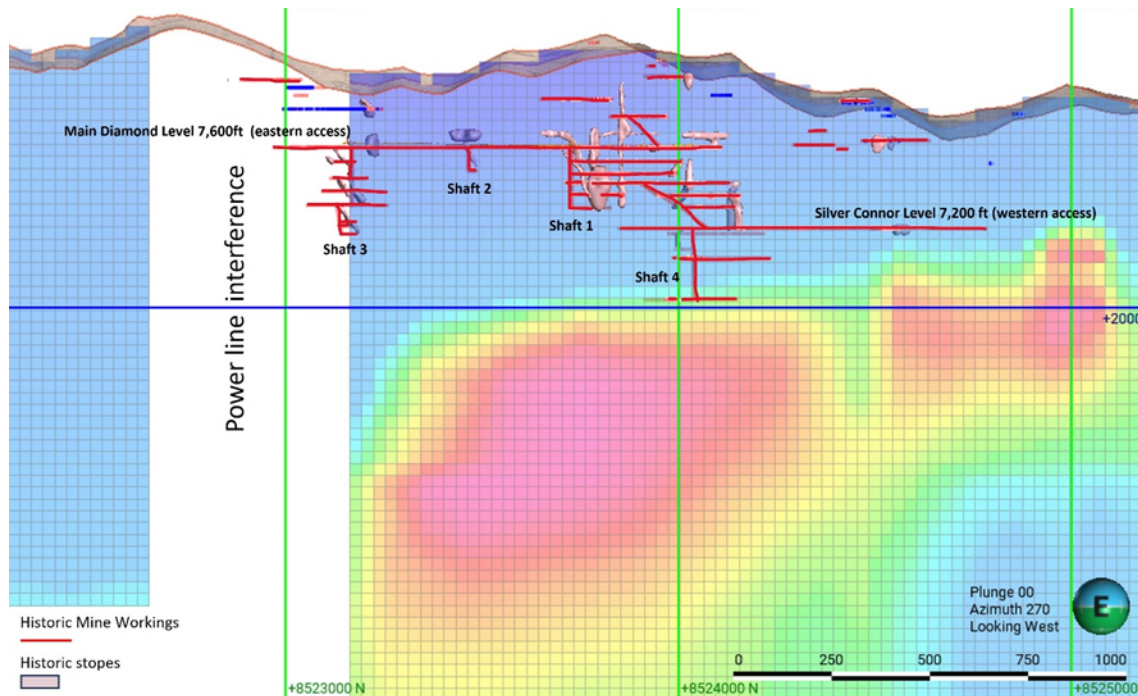 Main Diamond Level 7,600ft (eastern access)
Power line interference
Shaft 2
Shaft 1
Silver Connor Level 7,200 ft (western access)
Shaft 3
Shaft 4
+2000
Plunge 00
Azimuth 270
Looking West
E
Historic Mine Workings
Historic stopes
0 250 500 750 1000
+8523000 N +8524000 N +8525000